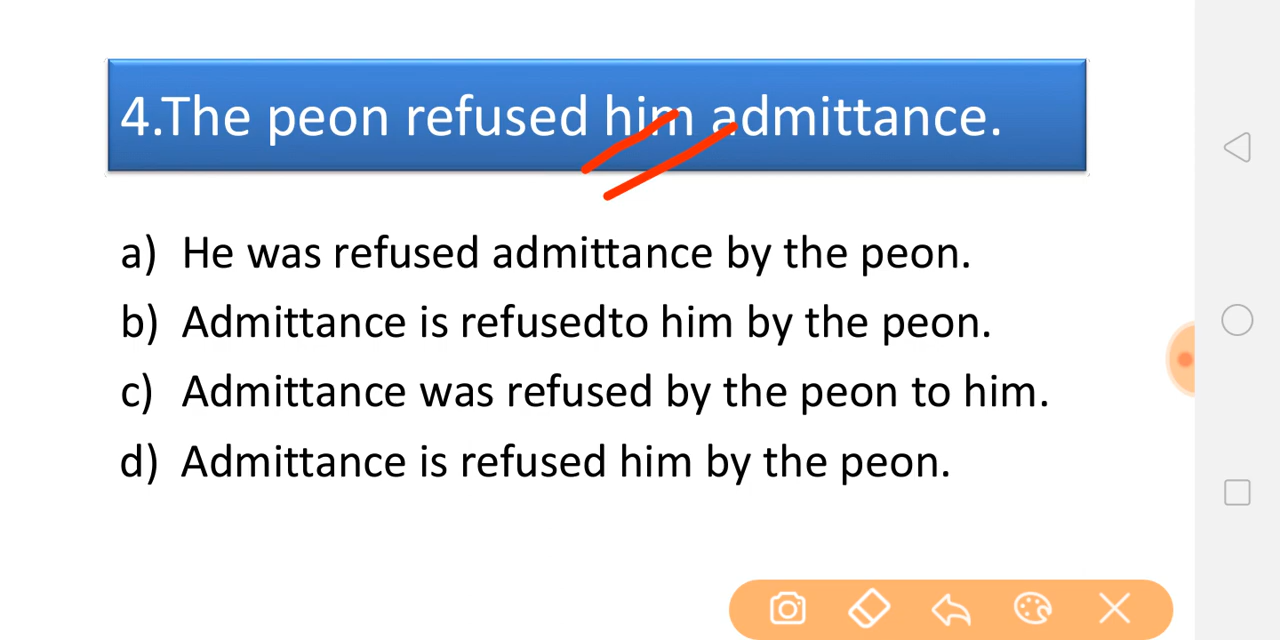 4.The peon refused him admittance.
a) He was refused admittance by the peon.
b) Admittance is refusedto him by the peon.
c) Admittance was refused by the peon to him.
d) Admittance is refused him by the peon.